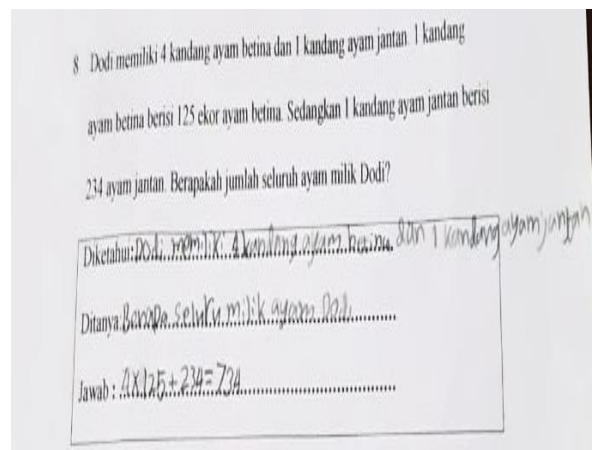 8 Dodi memiliki 4 kandang ayam betina dan 1 kandang ayam jantan. 1 kandang
ayam betina berisi 125 ekor ayam betina. Sedangkan 1 kandang ayam jantan berisi
234 ayam jantan. Berapakah jumlah seluruh ayam milik Dodi?
Diketahui: Dodi memiliki 4 kandang ayam betina dan 1 kandang ayam jantan
Ditanya: Berapa seluru milik ayam Dodi
Jawab : 4x125+234=734